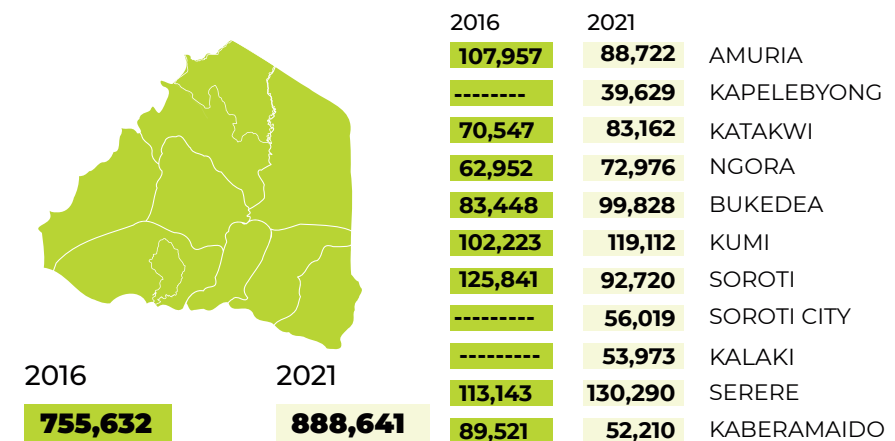 2016 2021
107,957 88,722 AMURIA
-------- 39,629 KAPELEBYONG
70,547 83,162 KATAKWI
62,952 72,976 NGORA
83,448 99,828 BUKEDEA
102,223 119,112 KUMI
125,841 92,720 SOROTI
--------- 56,019 SOROTI CITY
--------- 53,973 KALAKI
113,143 130,290 SERERE
89,521 52,210 KABERAMAIDO
2016 2021
755,632 888,641